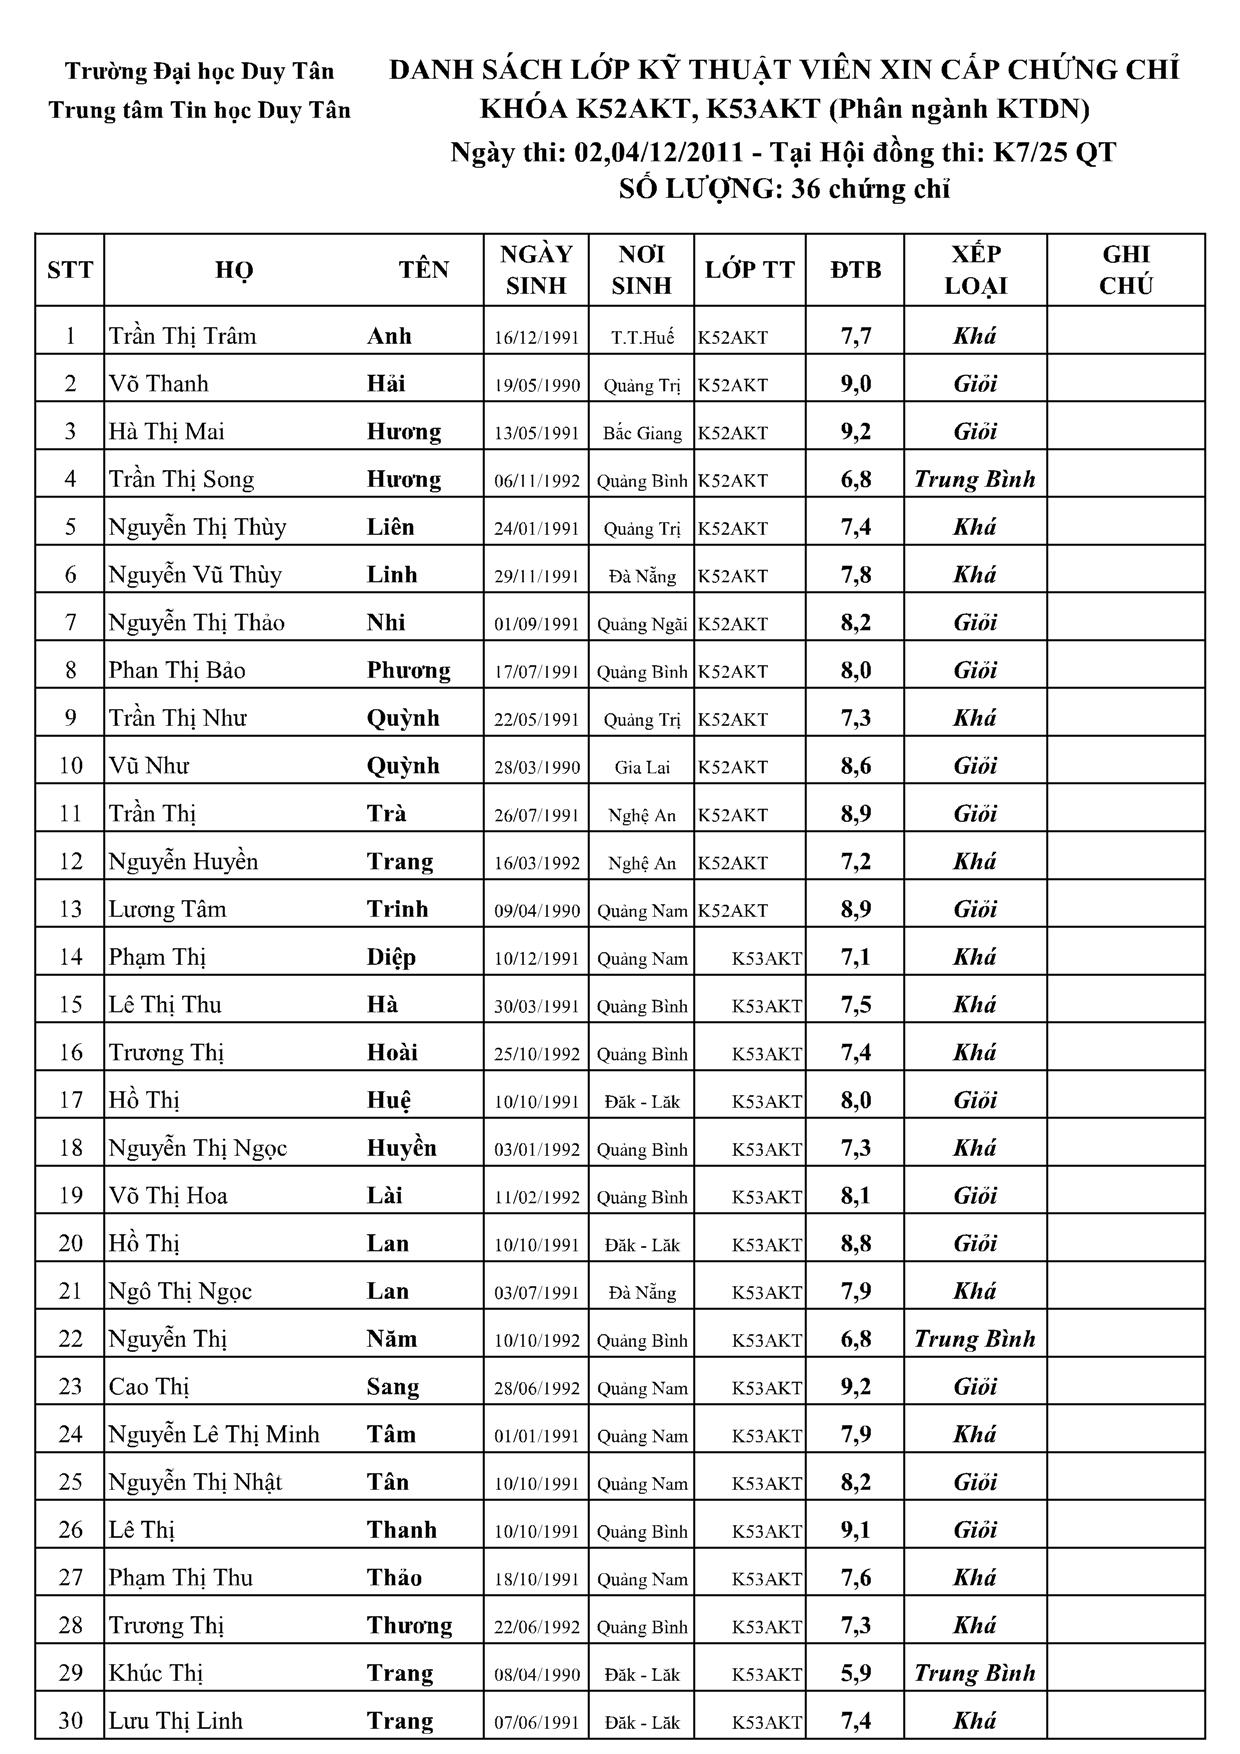 Trường Đại học Duy Tân
Trung tâm Tin học Duy Tân
DANH SÁCH LỚP KỸ THUẬT VIÊN XIN CẤP CHỨNG CHỈ
KHÓA K52AKT, K53AKT (Phân ngành KTDN)
Ngày thi: 02,04/12/2011 - Tại Hội đồng thi: K7/25 QT
SỐ LƯỢNG: 36 chứng chỉ
STT HỌ TÊN NGÀY SINH NƠI SINH LỚP TT ĐTB XẾP LOẠI GHI CHÚ
1 Trần Thị Trâm Anh 16/12/1991 T.T.Huế K52AKT 7,7 Khá
2 Võ Thanh Hải 19/05/1990 Quảng Trị K52AKT 9,0 Giỏi
3 Hà Thị Mai Hương 13/05/1991 Bắc Giang K52AKT 9,2 Giỏi
4 Trần Thị Song Hương 06/11/1992 Quảng Bình K52AKT 6,8 Trung Bình
5 Nguyễn Thị Thùy Liên 24/01/1991 Quảng Trị K52AKT 7,4 Khá
6 Nguyễn Vũ Thùy Linh 29/11/1991 Đà Nẵng K52AKT 7,8 Khá
7 Nguyễn Thị Thảo Nhi 01/09/1991 Quảng Ngãi K52AKT 8,2 Giỏi
8 Phan Thị Bảo Phương 17/07/1991 Quảng Bình K52AKT 8,0 Giỏi
9 Trần Thị Như Quỳnh 22/05/1991 Quảng Trị K52AKT 7,3 Khá
10 Vũ Như Quỳnh 28/03/1990 Gia Lai K52AKT 8,6 Giỏi
11 Trần Thị Trà 26/07/1991 Nghệ An K52AKT 8,9 Giỏi
12 Nguyễn Huyền Trang 16/03/1992 Nghệ An K52AKT 7,2 Khá
13 Lương Tâm Trinh 09/04/1990 Quảng Nam K52AKT 8,9 Giỏi
14 Phạm Thị Diệp 10/12/1991 Quảng Nam K53AKT 7,1 Khá
15 Lê Thị Thu Hà 30/03/1991 Quảng Bình K53AKT 7,5 Khá
16 Trương Thị Hoài 25/10/1992 Quảng Bình K53AKT 7,4 Khá
17 Hồ Thị Huệ 10/10/1991 Đăk - Lăk K53AKT 8,0 Giỏi
18 Nguyễn Thị Ngọc Huyền 03/01/1992 Quảng Bình K53AKT 7,3 Khá
19 Võ Thị Hoa Lài 11/02/1992 Quảng Bình K53AKT 8,1 Giỏi
20 Hồ Thị Lan 10/10/1991 Đăk - Lăk K53AKT 8,8 Giỏi
21 Ngô Thị Ngọc Lan 03/07/1991 Đà Nẵng K53AKT 7,9 Khá
22 Nguyễn Thị Năm 10/10/1992 Quảng Bình K53AKT 6,8 Trung Bình
23 Cao Thị Sang 28/06/1992 Quảng Nam K53AKT 9,2 Giỏi
24 Nguyễn Lê Thị Minh Tâm 01/01/1991 Quảng Nam K53AKT 7,9 Khá
25 Nguyễn Thị Nhật Tân 10/10/1991 Quảng Nam K53AKT 8,2 Giỏi
26 Lê Thị Thanh 10/10/1991 Quảng Bình K53AKT 9,1 Giỏi
27 Phạm Thị Thu Thảo 18/10/1991 Quảng Nam K53AKT 7,6 Khá
28 Trương Thị Thương 22/06/1992 Quảng Bình K53AKT 7,3 Khá
29 Khúc Thị Trang 08/04/1990 Đăk - Lăk K53AKT 5,9 Trung Bình
30 Lưu Thị Linh Trang 07/06/1991 Đăk - Lăk K53AKT 7,4 Khá